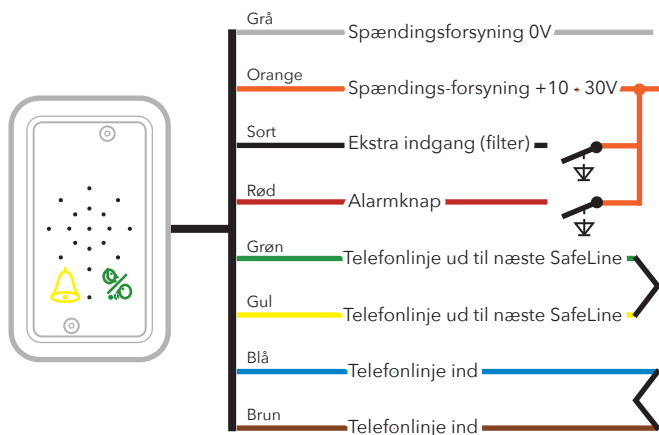 Grå
Spændingsforsyning 0V
Orange
Spændings-forsyning +10 - 30V
Sort
Ekstra indgang (filter)
Rød
Alarmknap
Grøn
Telefonlinje ud til næste SafeLine
Gul
Telefonlinje ud til næste SafeLine
Blå
Telefonlinje ind
Brun
Telefonlinje ind